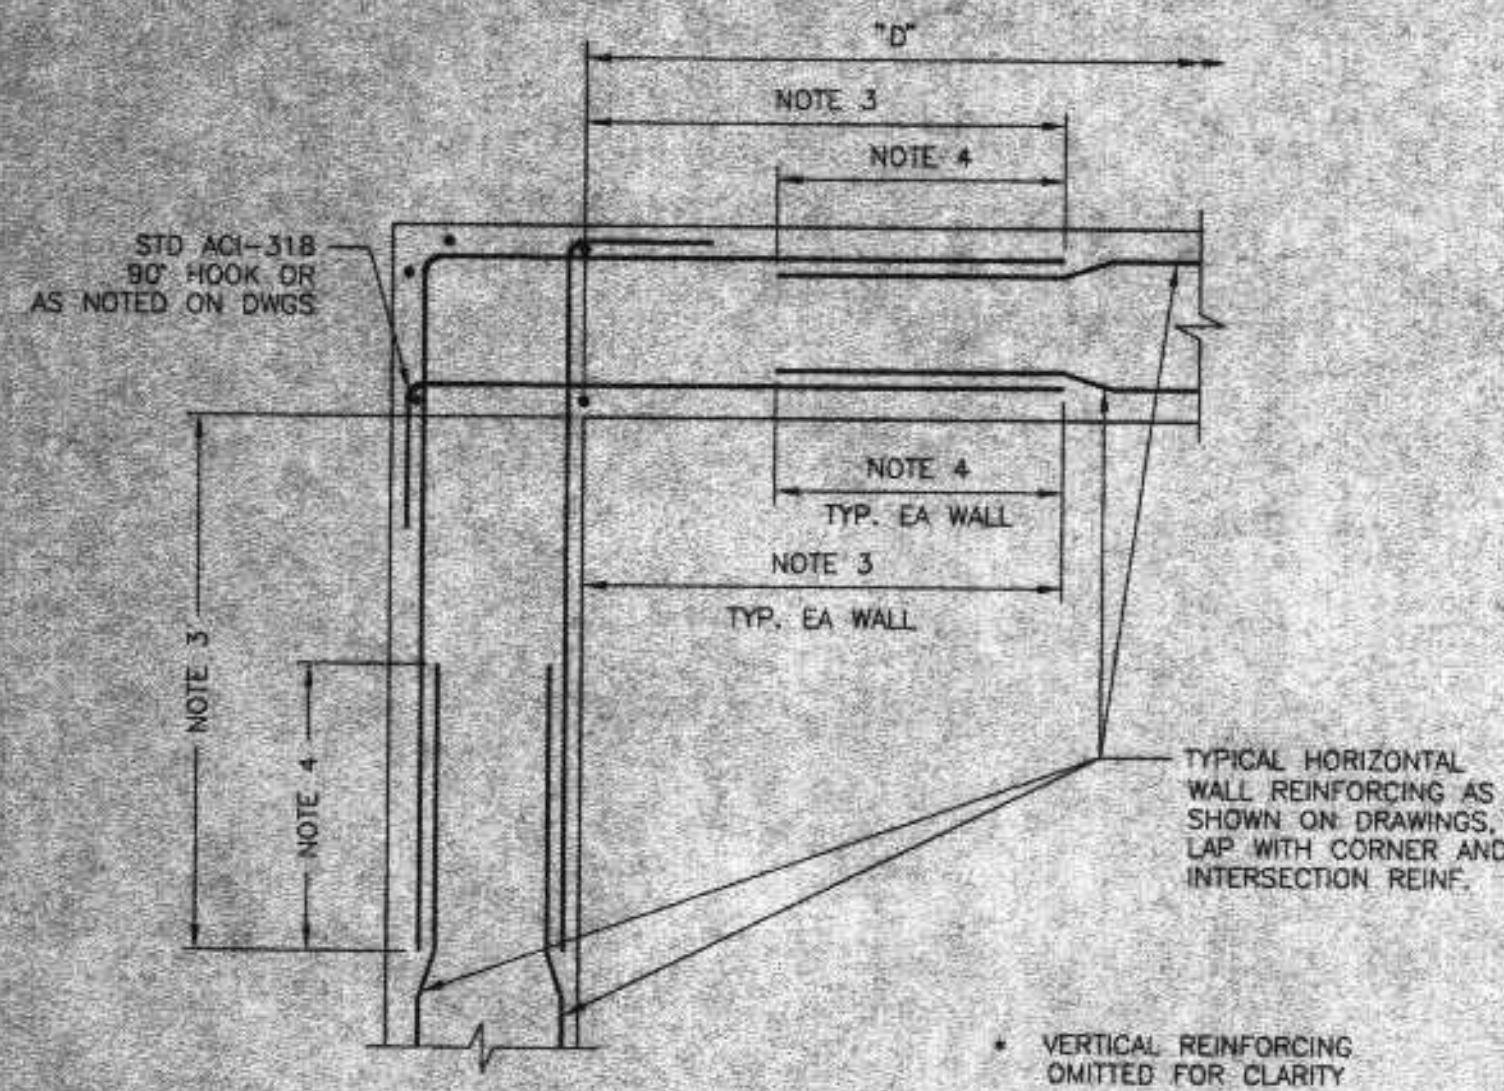 "D"
NOTE 3
NOTE 4
STD ACI-318
90° HOOK OR
AS NOTED ON DWGS
NOTE 4
TYP. EA WALL
NOTE 3
TYP. EA WALL
NOTE 3
NOTE 4
TYPICAL HORIZONTAL
WALL REINFORCING AS
SHOWN ON DRAWINGS,
LAP WITH CORNER AND
INTERSECTION REINF.
• VERTICAL REINFORCING
OMITTED FOR CLARITY